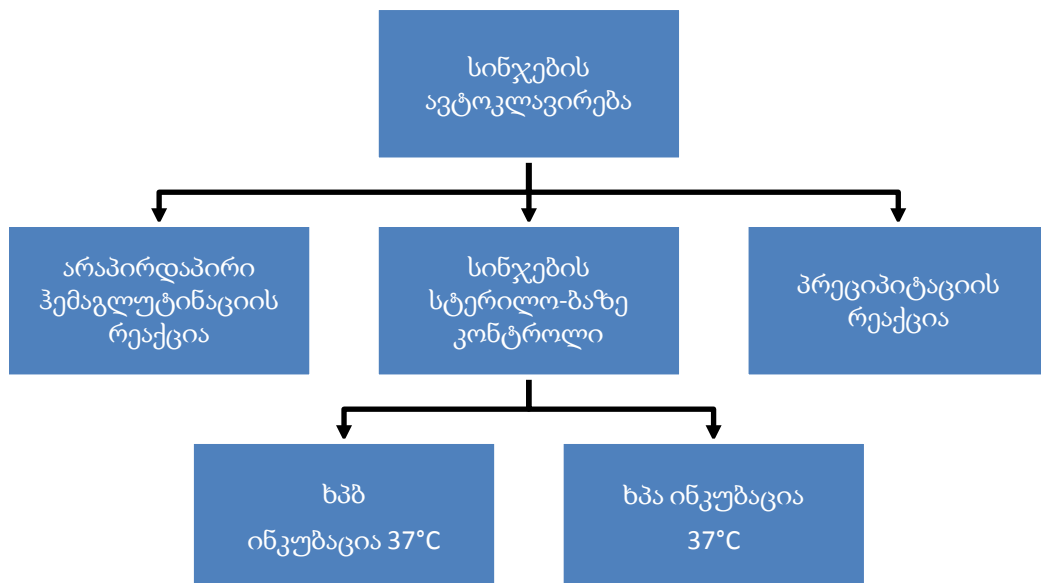 სინჯების
ავტოკლავირება
არაპირდაპირი
ჰემაგლუტინაციის
რეაქცია
სინჯების
სტერილო-ბაზე
კონტროლი
პრეციპიტაციის
რეაქცია
ხპბ
ინკუბაცია 37°C
ხპა ინკუბაცია
37°C